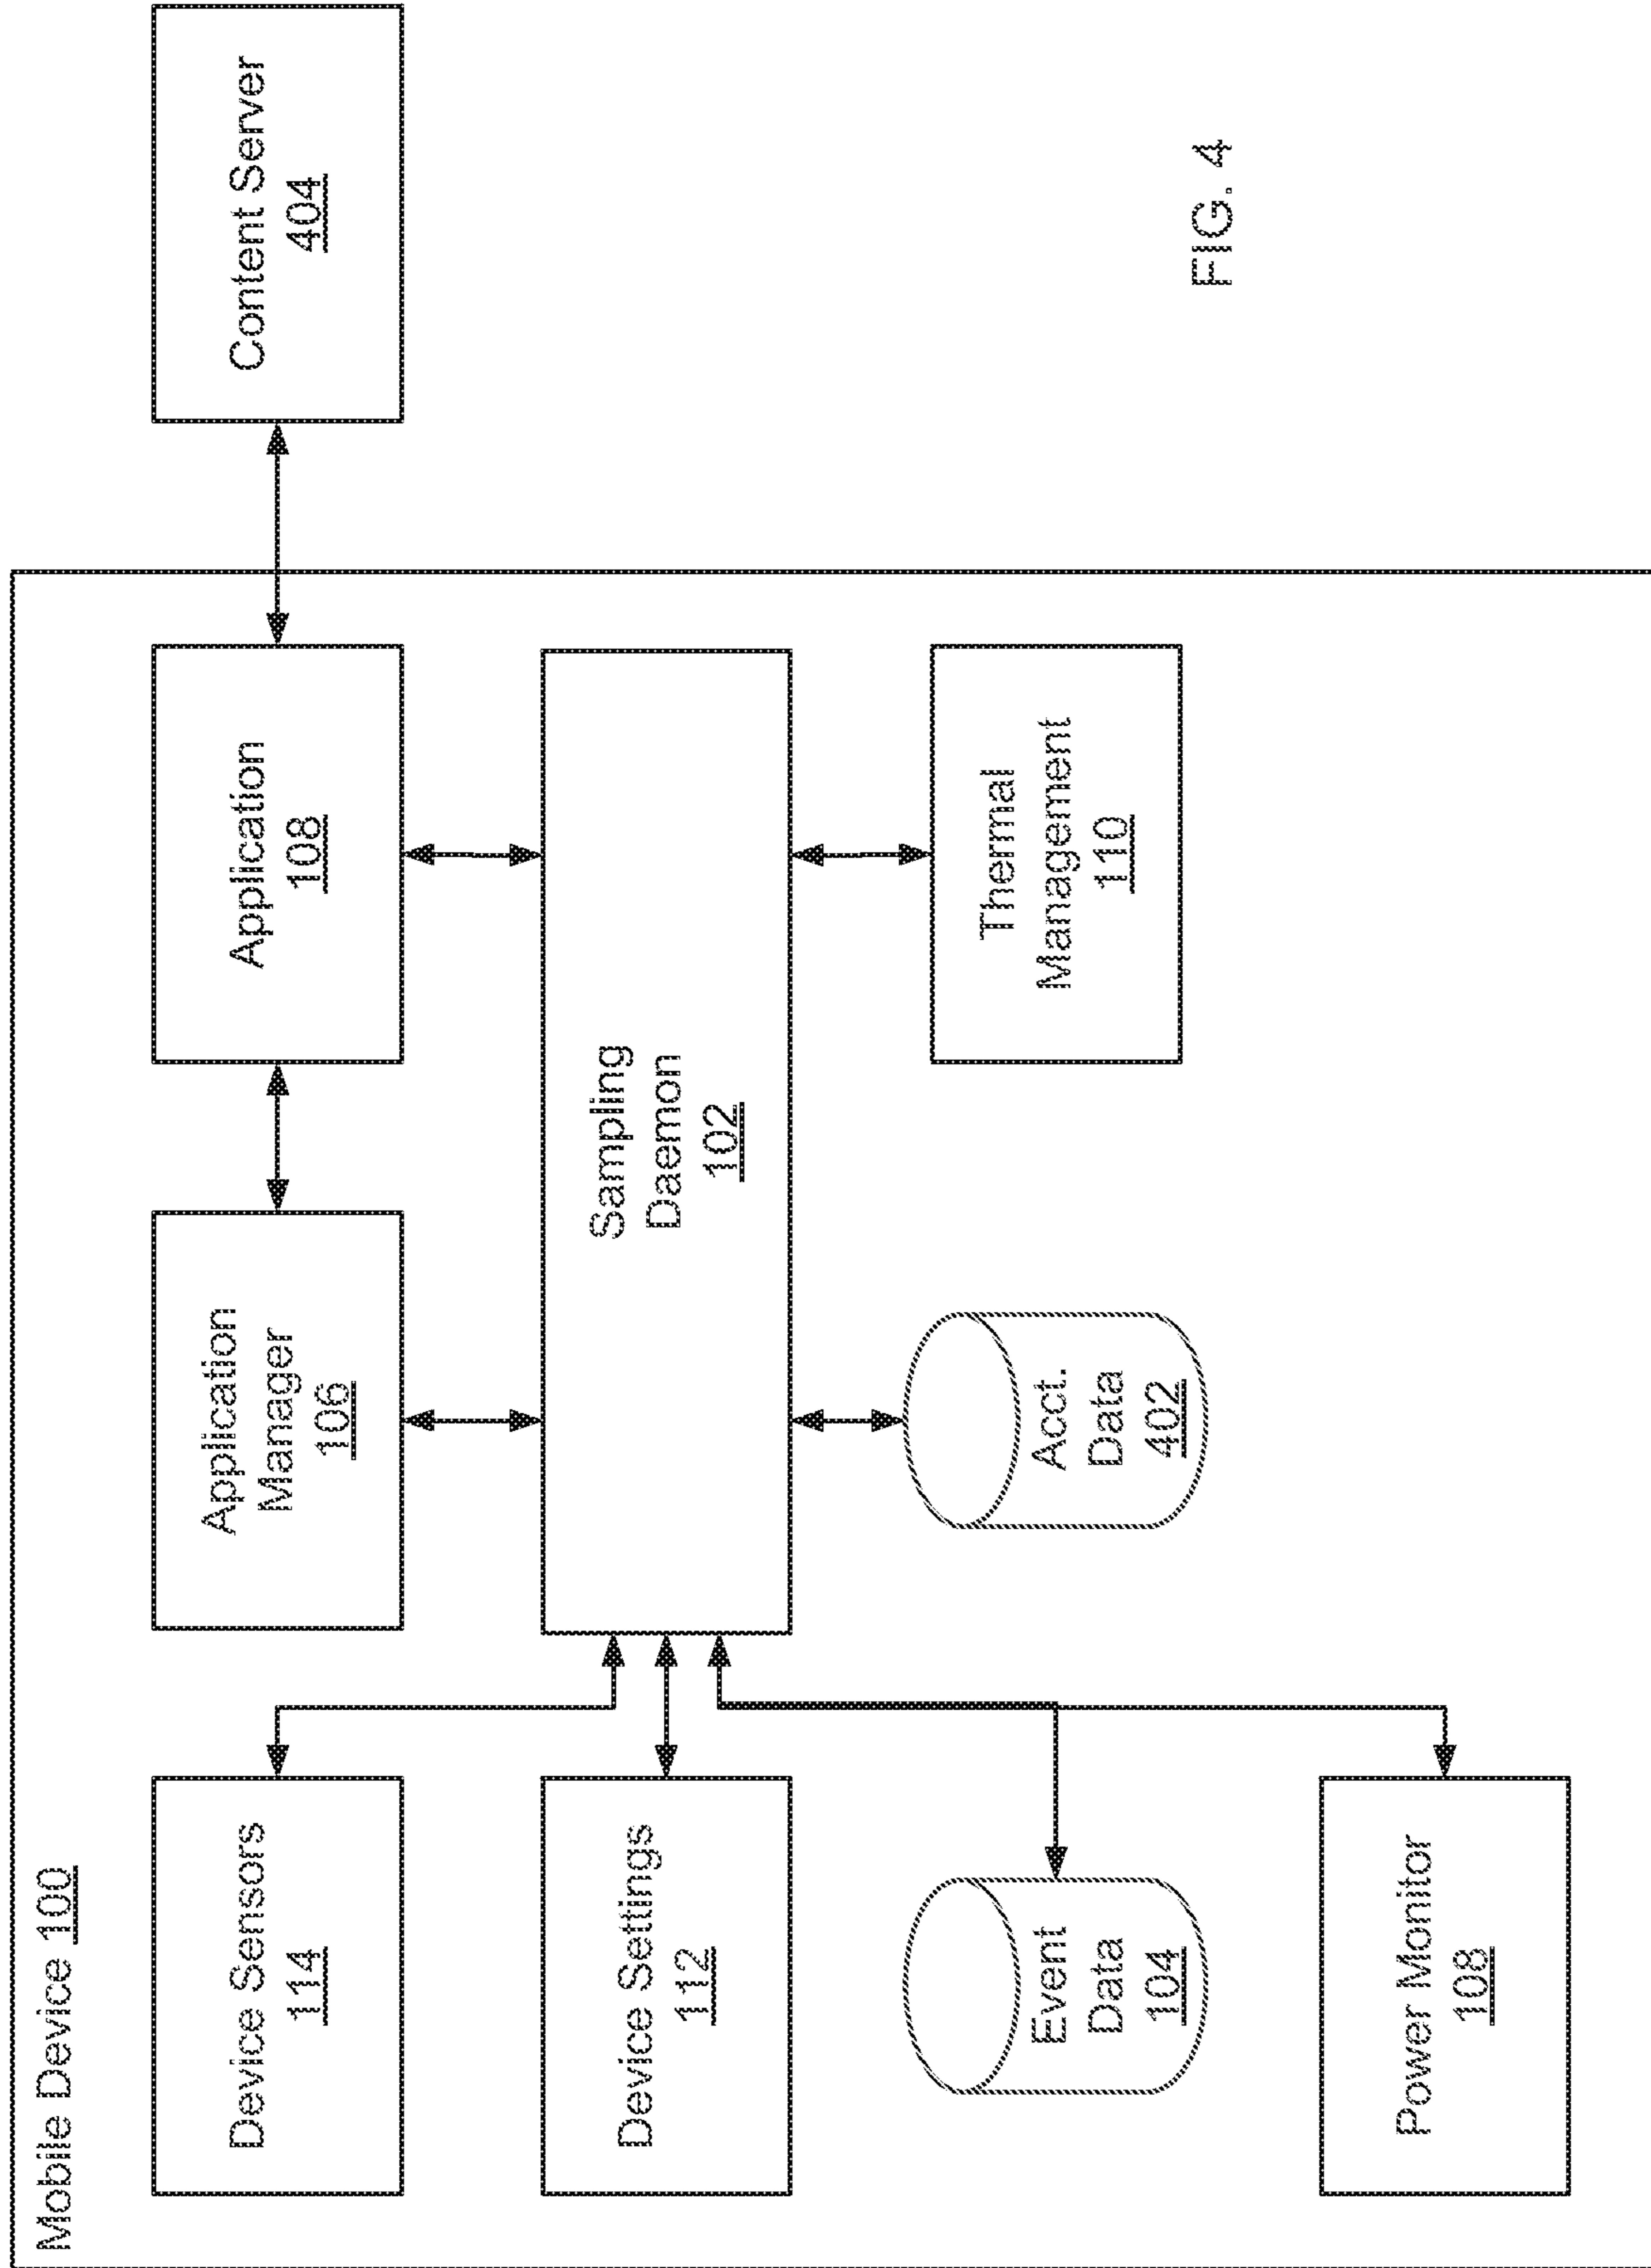 Mobile Device 100
Device Sensors
114
Application
Manager
106
Application
108
Content Server
404
Device Settings
112
Sampling
Daemon
102
Event
Data
104
Acct.
Data
402
Thermal
Management
110
Power Monitor
108
FIG. 4